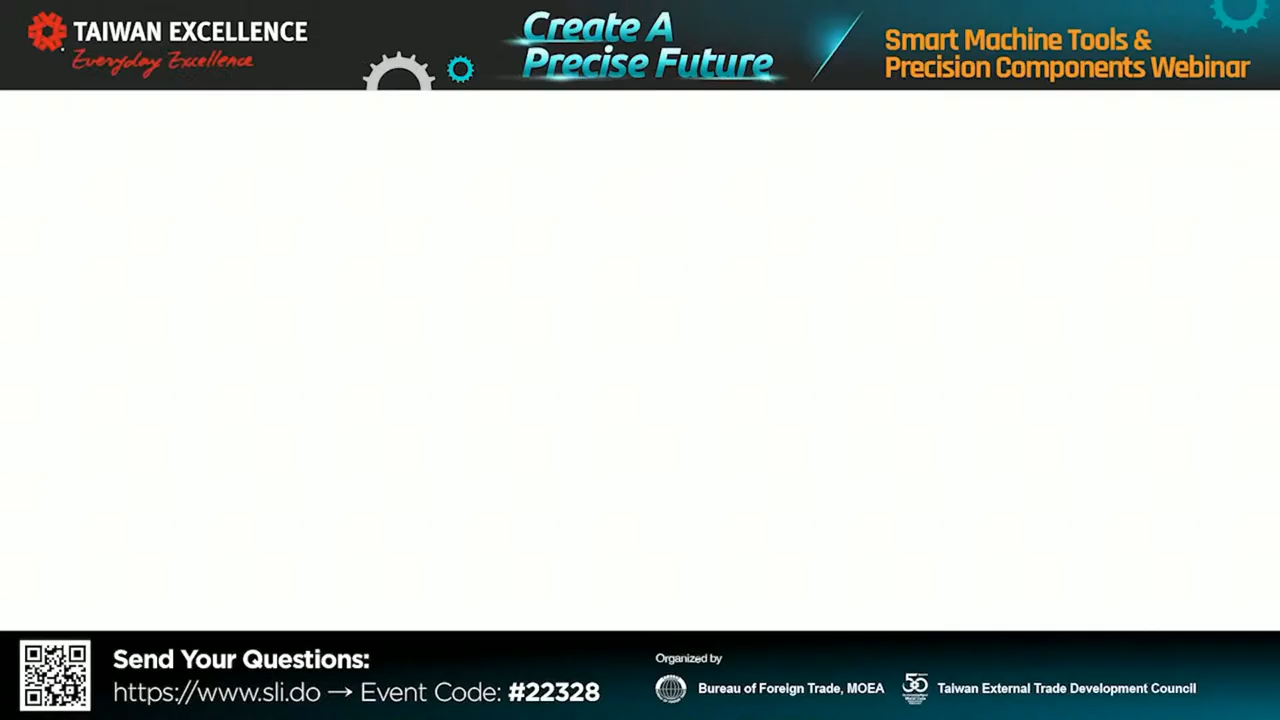 TAIWAN EXCELLENCE
Everyday Excellence
Create A
Precise Future
Smart Machine Tools &
Precision Components Webinar
Send Your Questions:
https://www.sli.do → Event Code: #22328
Organized by
Bureau of Foreign Trade, MOEA
50
Taiwan External Trade Development Council